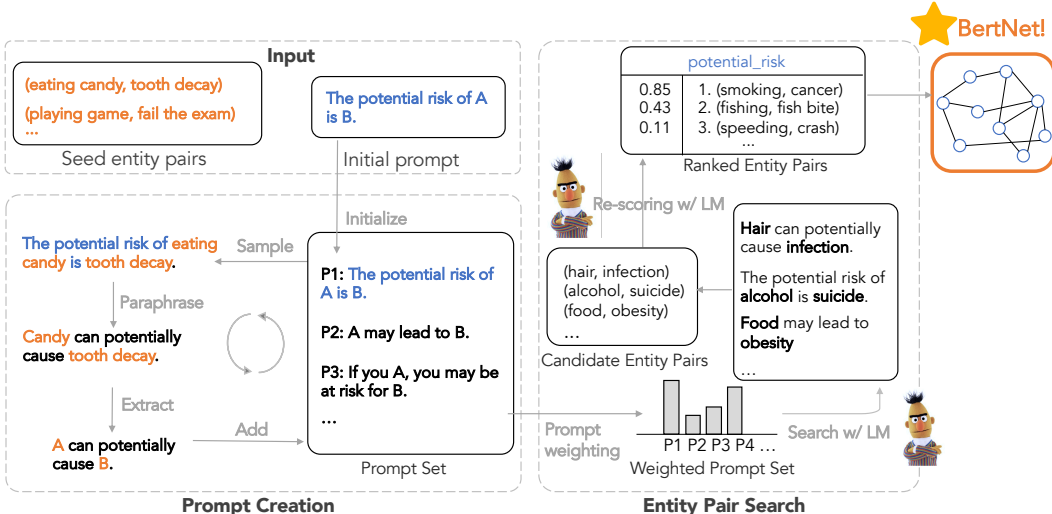 BertNet!
Input
(eating candy, tooth decay)
(playing game, fail the exam)
...
Seed entity pairs
The potential risk of A
is B.
Initial prompt
Initialize
The potential risk of eating
candy is tooth decay.
Sample
Paraphrase
Candy can potentially
cause tooth decay.
Extract
A can potentially
cause B.
Add
P1: The potential risk of
A is B.
P2: A may lead to B.
P3: If you A, you may be
at risk for B.
...
Prompt Set
Prompt Creation
potential_risk
0.85 1. (smoking, cancer)
0.43 2. (fishing, fish bite)
0.11 3. (speeding, crash)
...
Ranked Entity Pairs
Re-scoring w/ LM
(hair, infection)
(alcohol, suicide)
(food, obesity)
...
Candidate Entity Pairs
Hair can potentially
cause infection.
The potential risk of
alcohol is suicide.
Food may lead to
obesity
...
Prompt
weighting
P1 P2 P3 P4 ...
Weighted Prompt Set
Search w/ LM
Entity Pair Search